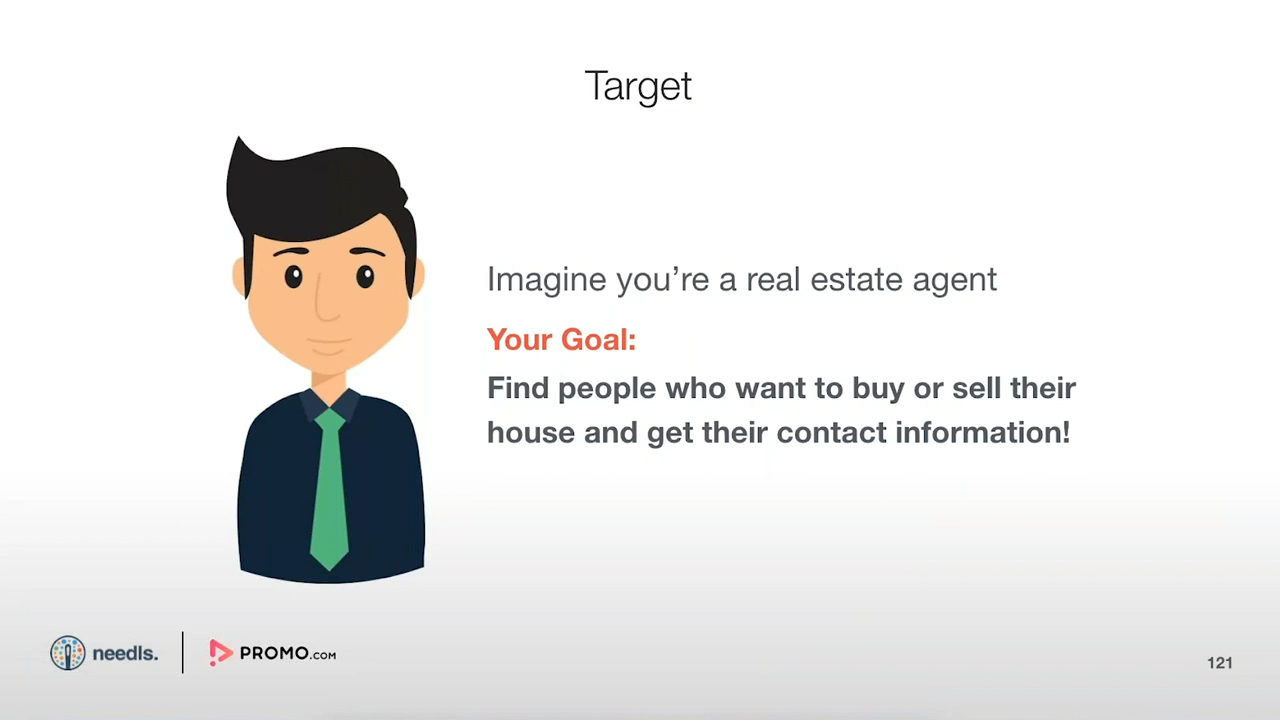 Target
Imagine you’re a real estate agent
Your Goal:
Find people who want to buy or sell their
house and get their contact information!
needls.
PROMO.COM
121